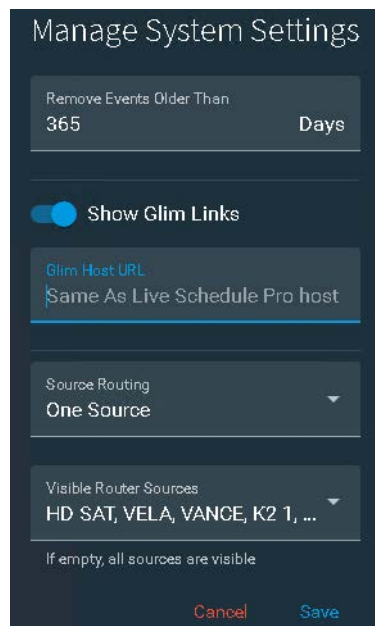 Manage System Settings
Remove Events Older Than
365 Days
Show Glim Links
Glim Host URL
Same As Live Schedule Pro host
Source Routing
One Source
Visible Router Sources
HD SAT, VELA, VANCE, K2 1, ...
If empty, all sources are visible
Cancel Save